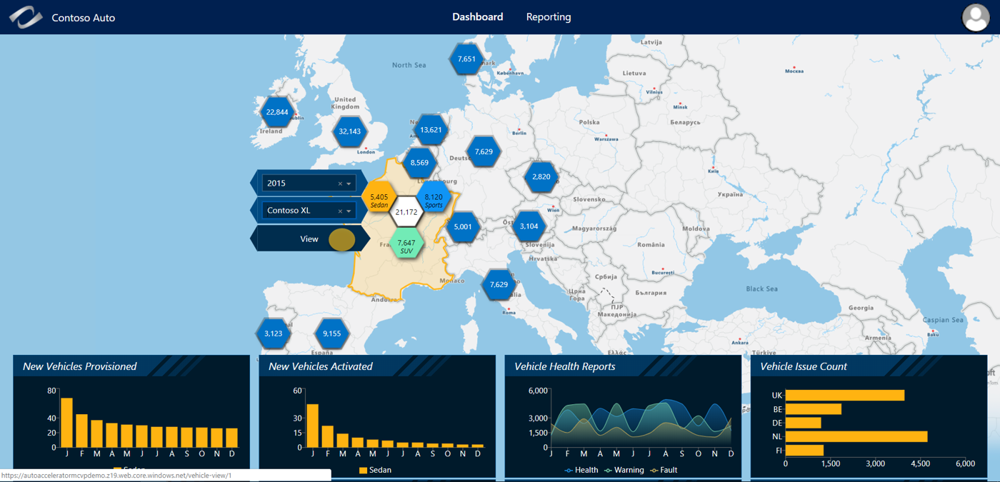 Contoso Auto
Dashboard
Reporting
Latvija
North Sea
7,651
København
Lietuva
Москва
Vilnius
United
Kingdom
Minsk
22,844
Ireland
32,143
13,621
Berlin
Polska
Беларусь
Warszawa
London
7,629
8,569
Київ
2,820
2015
Україна
5,405
Sedan
8,120
Sports
Slovensko
Contoso XL
21,172
Wien
5,001
3,104
Magyarország
Moldova
View
7,647
SUV
Slovenija
România
Hrvatska
București
Monaco
7,629
Србија
Црна
Гора
България
Black Sea
Andorra
ПЈР
Македонија
Roma
Georgia
Caspian Sea
Armenia
Baku
3,123
9,155
Ankara
Türkiye
España
Ελλάς
New Vehicles Provisioned
80
40
20
0
J F M A M J J A S O N D
Sedan
New Vehicles Activated
60
30
15
0
J F M A M J J A S O N D
Sedan
Vehicle Health Reports
6,000
3,000
1,500
0
J F M A M J J A S O N D
Health Warning Fault
Vehicle Issue Count
UK
BE
DE
NL
FI
0 1,500 3,000 4,500 6,000
https://autoacceleratormcvpdemo.z19.web.core.windows.net/vehicle-view/1